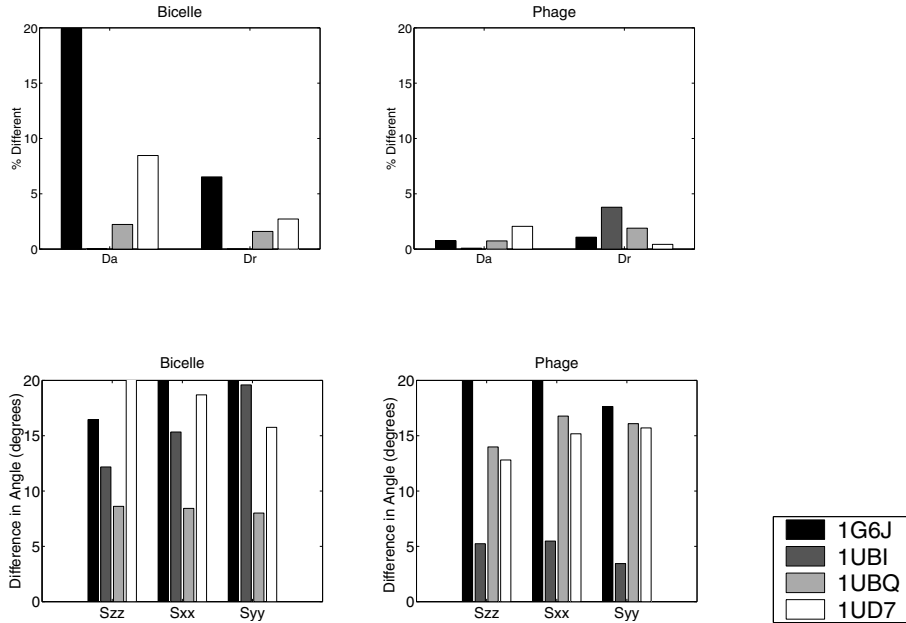 Bicelle
Phage
% Different
20
15
10
5
0
Da
Dr
% Different
20
15
10
5
0
Da
Dr
Bicelle
Phage
Difference in Angle (degrees)
20
15
10
5
0
Szz
Sxx
Syy
Difference in Angle (degrees)
20
15
10
5
0
Szz
Sxx
Syy
1G6J
1UBI
1UBQ
1UD7